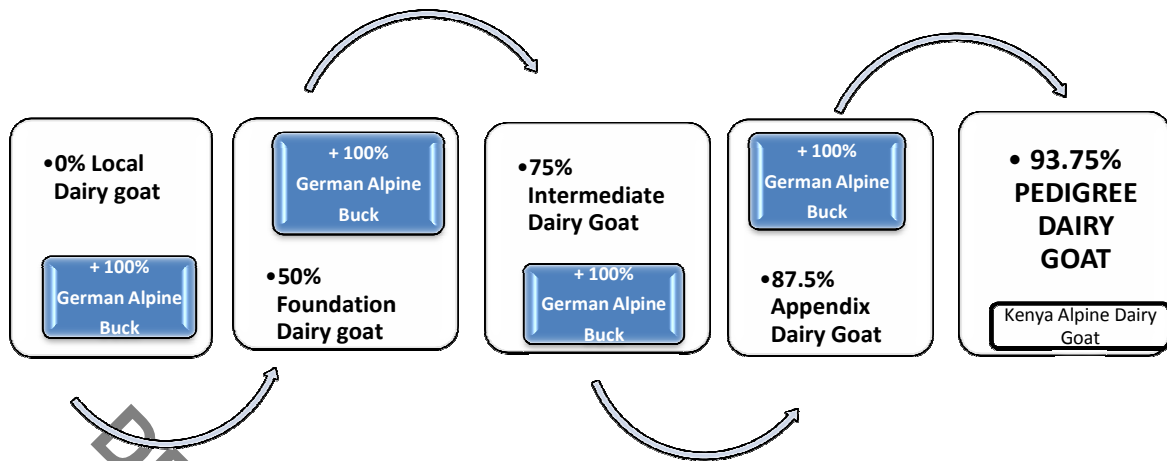 •0% Local
Dairy goat
+ 100%
German Alpine
Buck
+ 100%
German Alpine
Buck
•50%
Foundation
Dairy goat
•75%
Intermediate
Dairy Goat
+ 100%
German Alpine
Buck
+ 100%
German Alpine
Buck
•87.5%
Appendix
Dairy Goat
• 93.75%
PEDIGREE
DAIRY
GOAT
Kenya Alpine Dairy
Goat